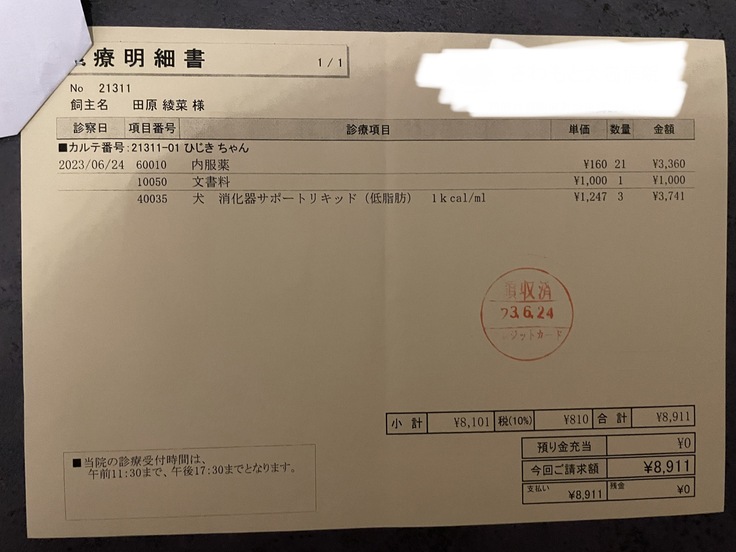 療明細書 1/1
No 21311
飼主名 田原 綾菜 様
診察日 項目番号 診療項目 単価 数量 金額
■カルテ番号:21311-01 ひじきちゃん
2023/06/24 60010 内服薬 ¥160 21 ¥3,360
10050 文書料 ¥1,000 1 ¥1,000
40035 犬 消化器サポートリキッド(低脂肪) 1kcal/ml ¥1,247 3 ¥3,741
領収済
23.6.24
ジットカード
小計 ¥8,101 税(10%) ¥810 合計 ¥8,911
預り金充当 ¥0
今回ご請求額 ¥8,911
支払い ¥8,911 残金 ¥0
■当院の診療受付時間は、
午前11:30まで、午後17:30までとなります。